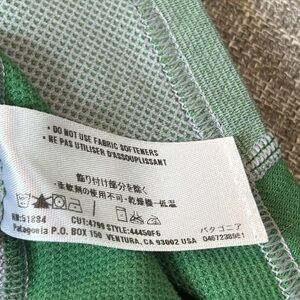 • DO NOT USE FABRIC SOFTENERS
• NE PAS UTILISER D'ASSOUPLISSANT
飾り付け部分を除く
・柔軟剤の使用不可・乾燥機-低温
RN:51884 CUT:4799 STYLE:44450F6 パタゴニア
Patagonia P.O. BOX 150 VENTURA, CA 93002 USA 0467238951